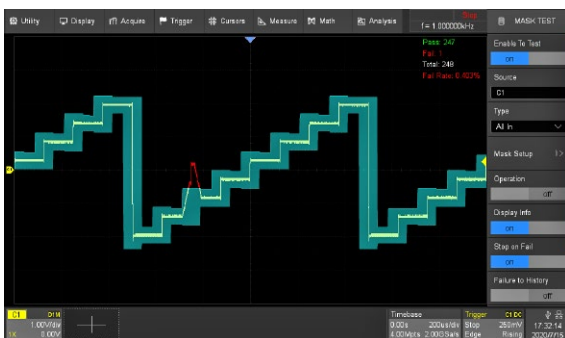 Utility Display Acquire Trigger Cursors Measure Math Analysis
Stop
f = 1.000000kHz
MASK TEST
Pass: 247
Fail: 1
Total: 248
Fail Rate: 0.403%
Enable To Test
on
Source
C1
Type
All In
Mask Setup
Operation
off
Display Info
on
Stop on Fail
on
Failure to History
off
C1 D1M
1.00V/div
1X 0.00V
Timebase
0.00s 200us/div
4.00Mpts 2.00GSa/s
Trigger C1 DC
Stop 250mV
Edge Rising
17:32:14
2020/7/15